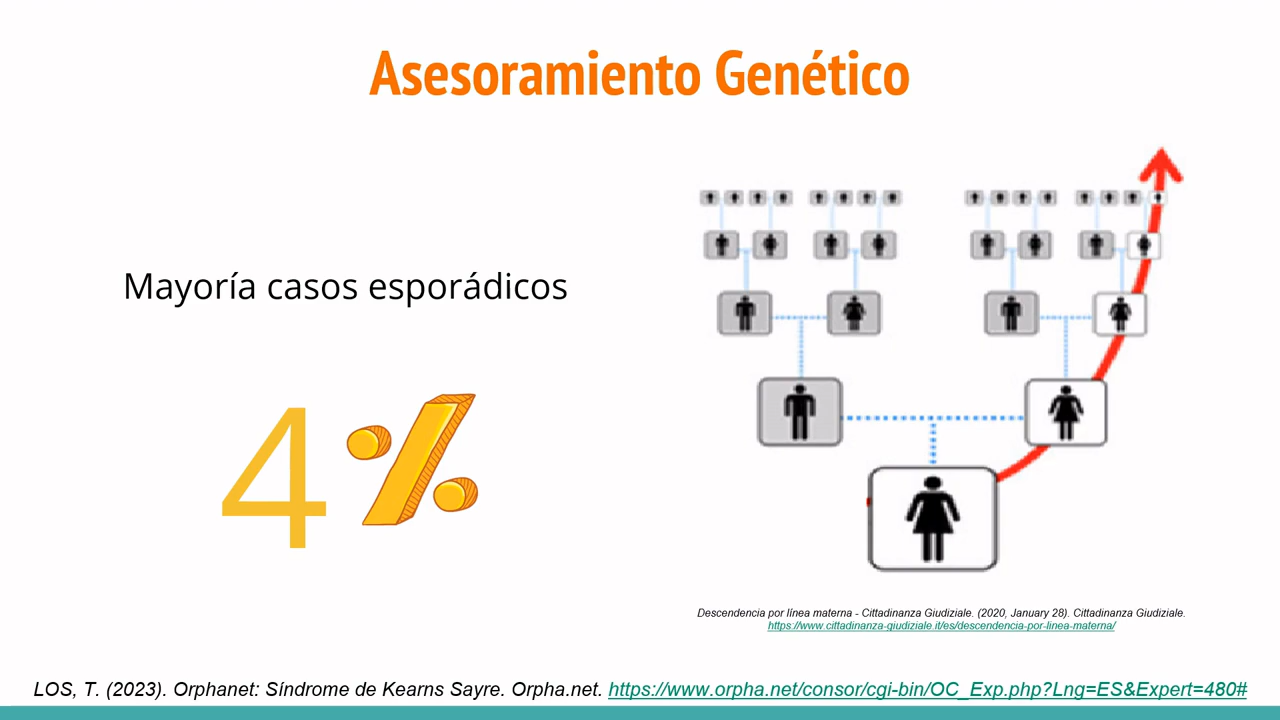 Asesoramiento Genético
Mayoría casos esporádicos
4%
Descendencia por línea materna - Cittadinanza Giudiziale. (2020, January 28). Cittadinanza Giudiziale.
https://www.cittadinanza-giudiziale.it/es/descendencia-por-linea-materna/
LOS, T. (2023). Orphanet: Síndrome de Kearns Sayre. Orpha.net. https://www.orpha.net/consor/cgi-bin/OC_Exp.php?Lng=ES&Expert=480#